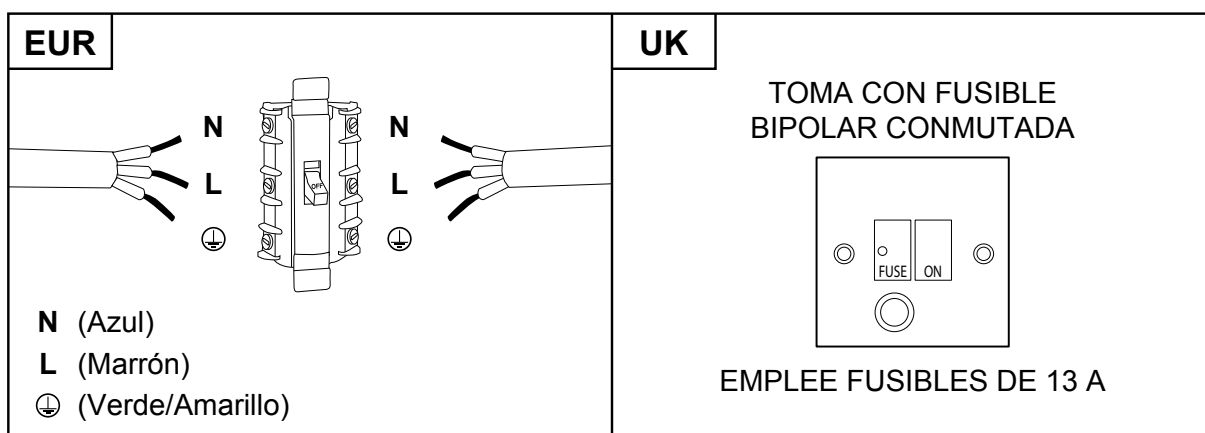 EUR
N
L
OFF
N
L
N (Azul)
L (Marrón)
(Verde/Amarillo)
UK
TOMA CON FUSIBLE
BIPOLAR CONMUTADA
FUSE ON
EMPLEE FUSIBLES DE 13 A